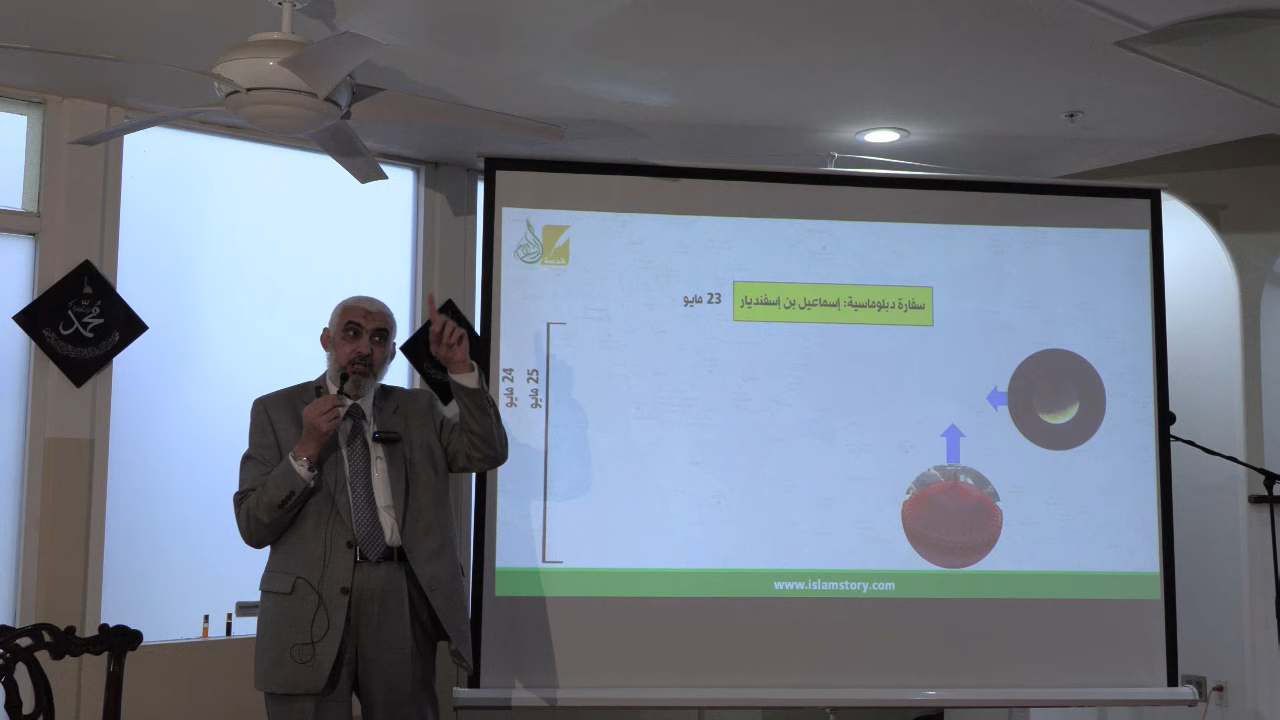 محمد
سفارة دبلوماسية: إسماعيل بن إسفنديار
23 مايو
24 مايو
25 مايو
www.islamstory.com